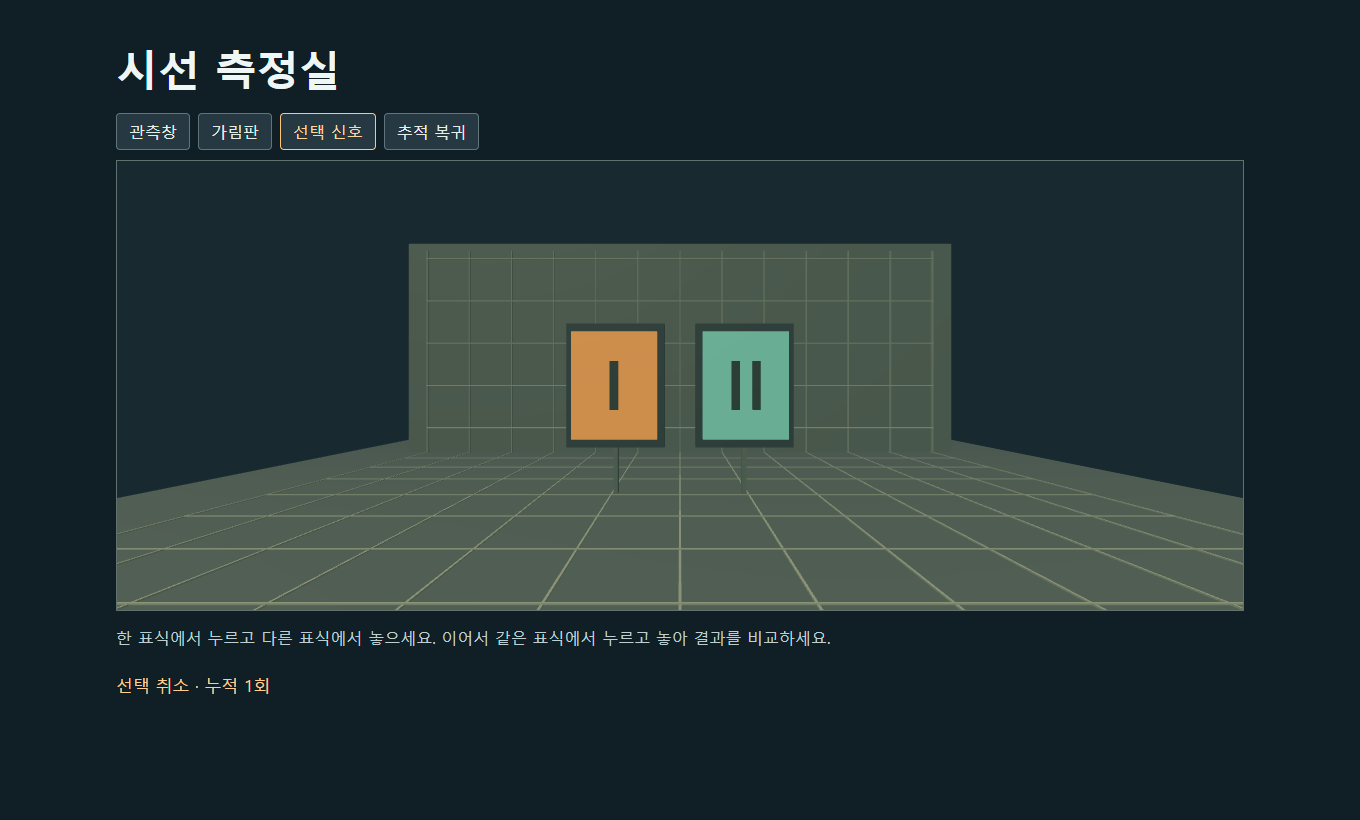 시선 측정실
관측창 가림판 선택 신호 추적 복귀
I II
한 표식에서 누르고 다른 표식에서 놓으세요. 이어서 같은 표식에서 누르고 놓아 결과를 비교하세요.
선택 취소 · 누적 1회